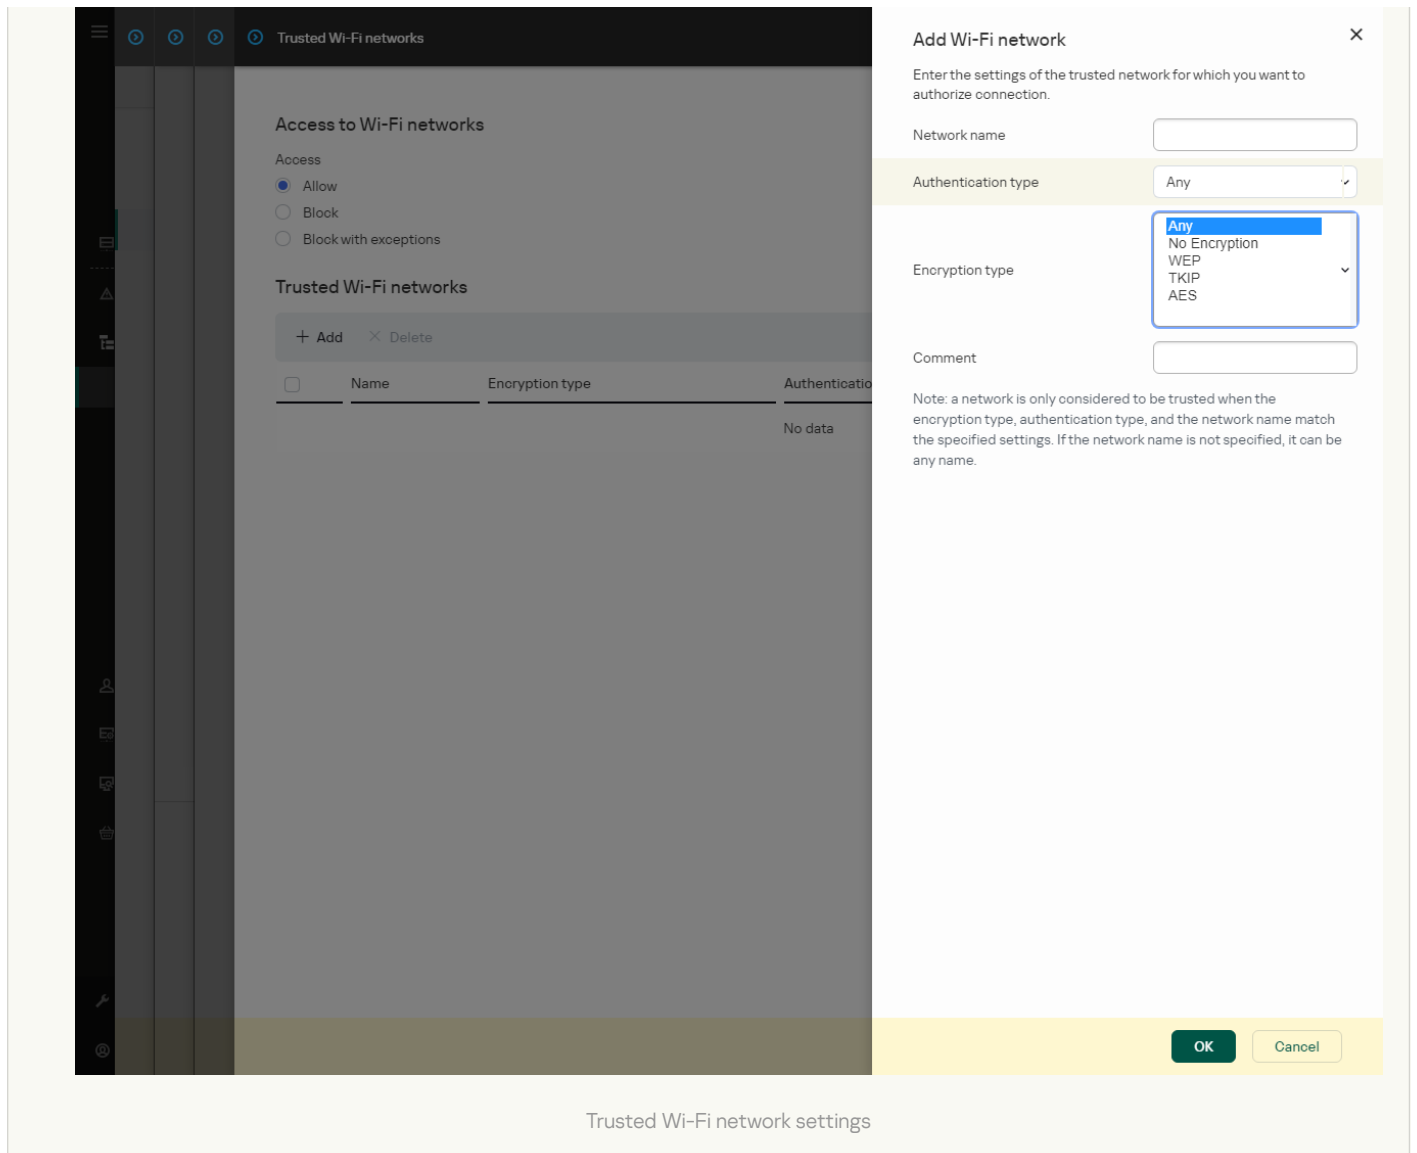 Trusted Wi-Fi networks
Access to Wi-Fi networks
Access
Allow
Block
Block with exceptions
Trusted Wi-Fi networks
Add Delete
Name Encryption type Authenticatio
No data
Add Wi-Fi network
Enter the settings of the trusted network for which you want to
authorize connection.
Network name
Authentication type Any
Encryption type
Any
No Encryption
WEP
TKIP
AES
Comment
Note: a network is only considered to be trusted when the
encryption type, authentication type, and the network name match
the specified settings. If the network name is not specified, it can be
any name.
OK Cancel
Trusted Wi-Fi network settings